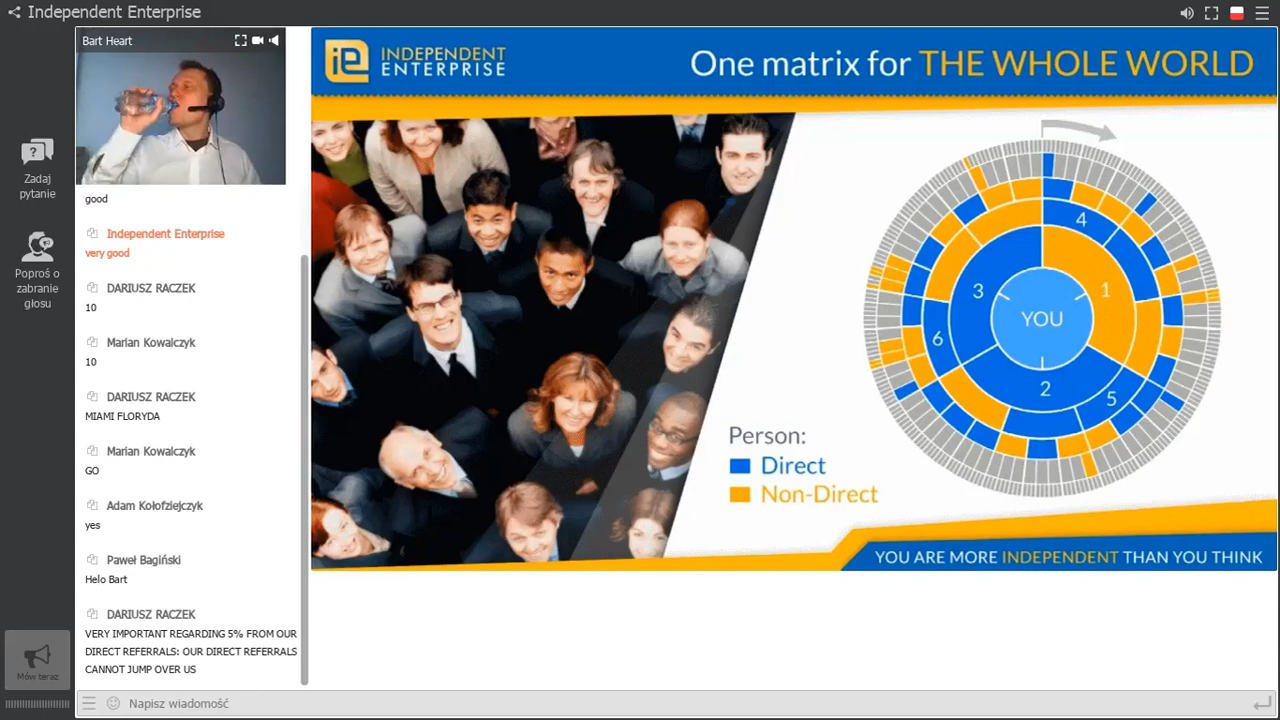 Independent Enterprise
Bart Heart
Zadaj
pytanie
Poproś o
zabranie
głosu
Mów teraz
good
Independent Enterprise
very good
DARIUSZ RACZEK
10
Marian Kowalczyk
10
DARIUSZ RACZEK
MIAMI FLORYDA
Marian Kowalczyk
GO
Adam Kołofziejczyk
yes
Paweł Bagiński
Helo Bart
DARIUSZ RACZEK
VERY IMPORTANT REGARDING 5% FROM OUR
DIRECT REFERRALS: OUR DIRECT REFERRALS
CANNOT JUMP OVER US
Napisz wiadomość
ie INDEPENDENT
ENTERPRISE
One matrix for THE WHOLE WORLD
4
3
1
YOU
6
2
5
Person:
Direct
Non-Direct
YOU ARE MORE INDEPENDENT THAN YOU THINK